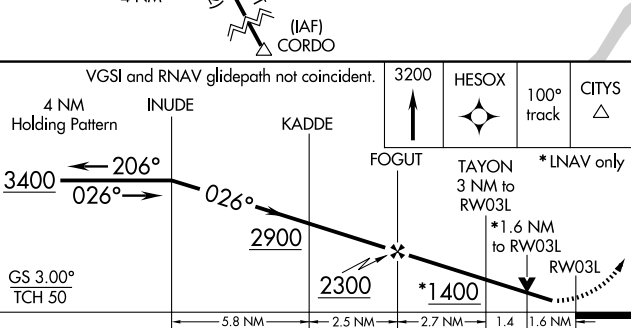 4 NM
(IAF)
CORDO
VGSI and RNAV glidepath not coincident.
3200
HESOX
100°
track
CITYS
4 NM
Holding Pattern
INUDE
KADDE
FOGUT
TAYON
3 NM to
RW03L
*LNAV only
*1.6 NM
to RW03L
RW03L
206°
3400
026°
026°
2900
2300
*1400
GS 3.00°
TCH 50
5.8 NM
2.5 NM
2.7 NM
1.4
1.6 NM